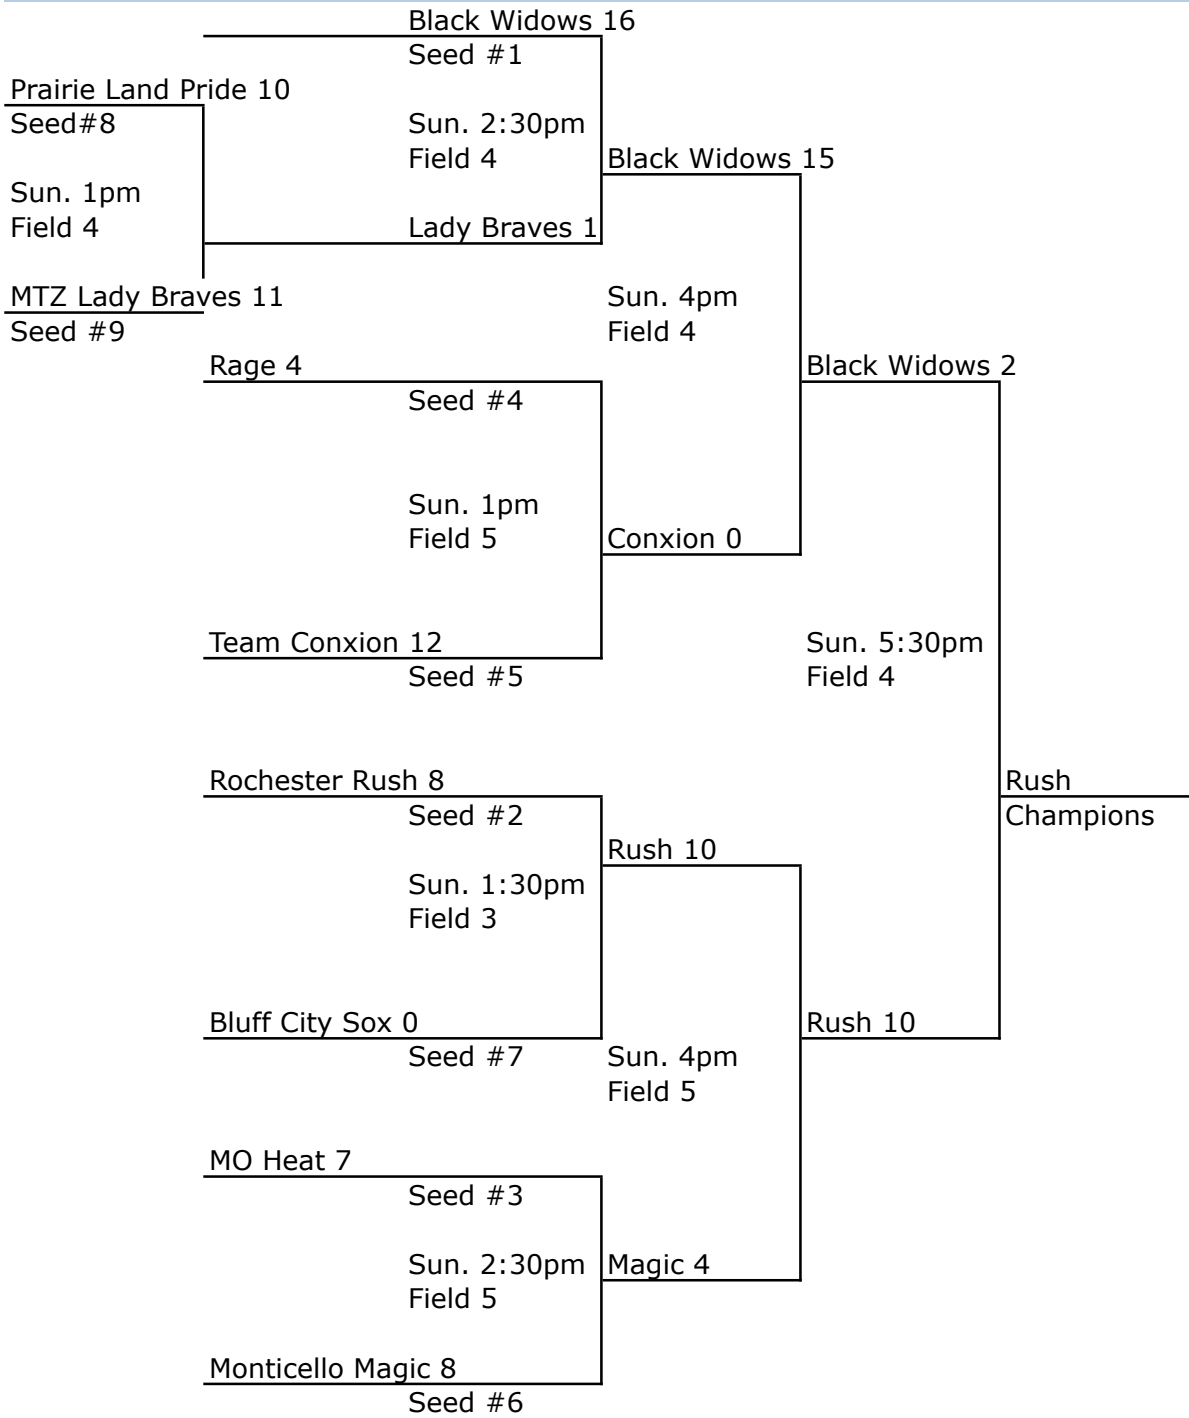 Black Widows 16
Seed #1
Prairie Land Pride 10
Seed#8
Sun. 2:30pm
Field 4
Black Widows 15
Sun. 1pm
Field 4
Lady Braves 1
MTZ Lady Braves 11
Seed #9
Sun. 4pm
Field 4
Rage 4
Seed #4
Black Widows 2
Sun. 1pm
Field 5
Conxion 0
Team Conxion 12
Seed #5
Sun. 5:30pm
Field 4
Rochester Rush 8
Seed #2
Rush
Champions
Rush 10
Sun. 1:30pm
Field 3
Bluff City Sox 0
Seed #7
Rush 10
Sun. 4pm
Field 5
MO Heat 7
Seed #3
Sun. 2:30pm
Field 5
Magic 4
Monticello Magic 8
Seed #6